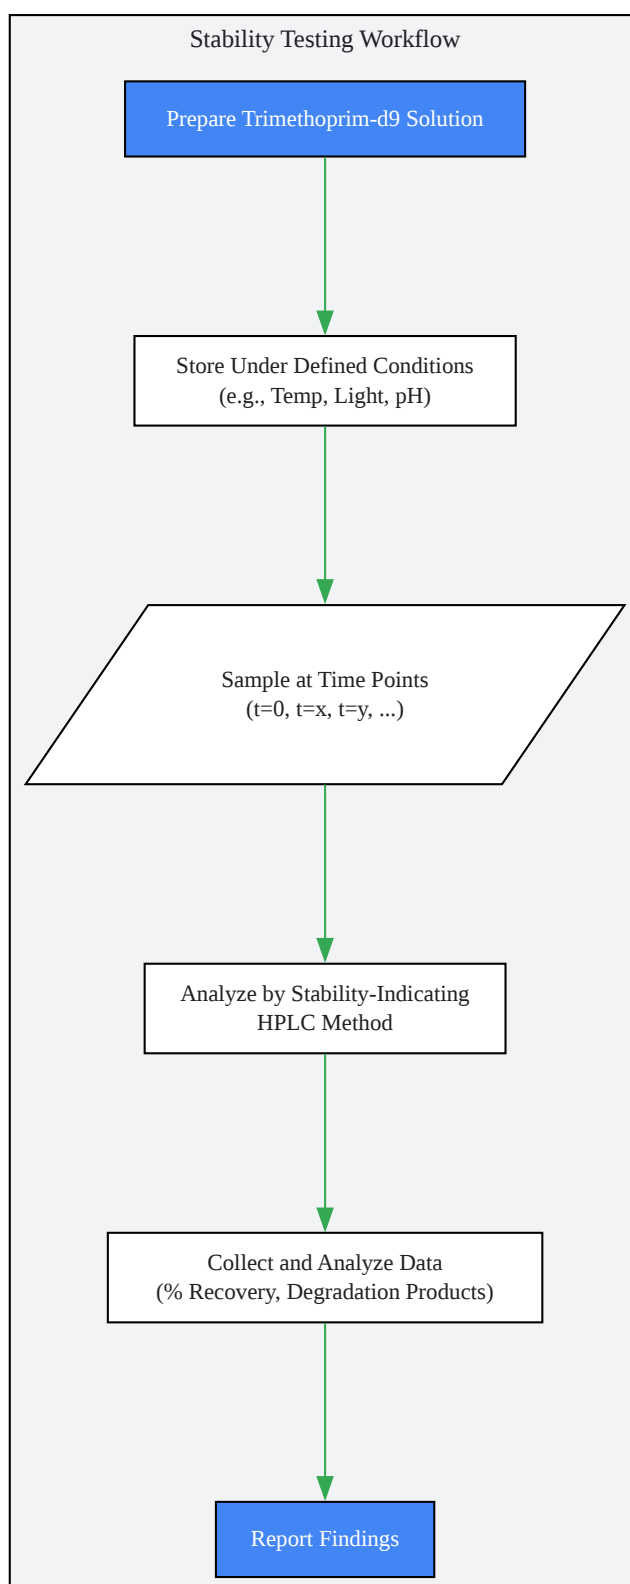 Stability Testing Workflow
Prepare Trimethoprim-d9 Solution
Store Under Defined Conditions
(e.g., Temp, Light, pH)
Sample at Time Points
(t=0, t=x, t=y, ...)
Analyze by Stability-Indicating
HPLC Method
Collect and Analyze Data
(% Recovery, Degradation Products)
Report Findings